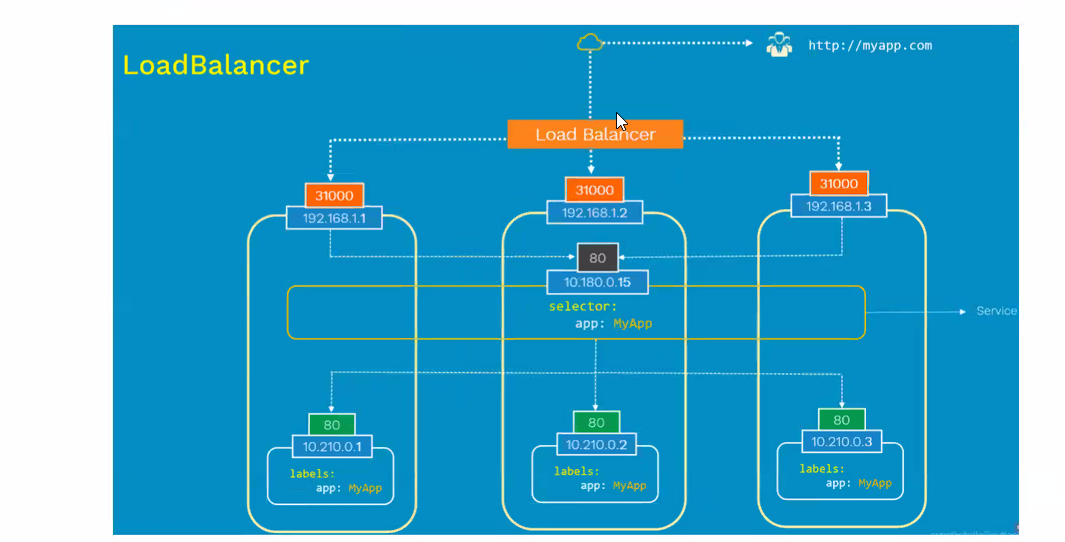 LoadBalancer
http://myapp.com
Load Balancer
31000
192.168.1.1
31000
192.168.1.2
31000
192.168.1.3
80
10.180.0.15
selector:
app: MyApp
Service
80
10.210.0.1
labels:
app: MyApp
80
10.210.0.2
labels:
app: MyApp
80
10.210.0.3
labels:
app: MyApp